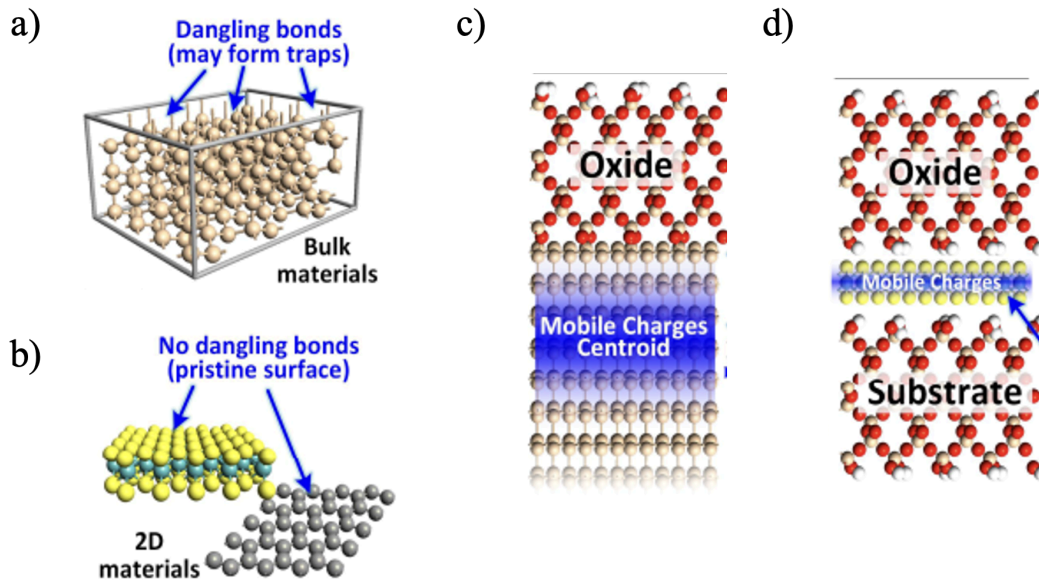 a)
Dangling bonds
(may form traps)
Bulk
materials
b)
No dangling bonds
(pristine surface)
2D
materials
c)
Oxide
Mobile Charges
Centroid
d)
Oxide
Mobile Charges
Substrate